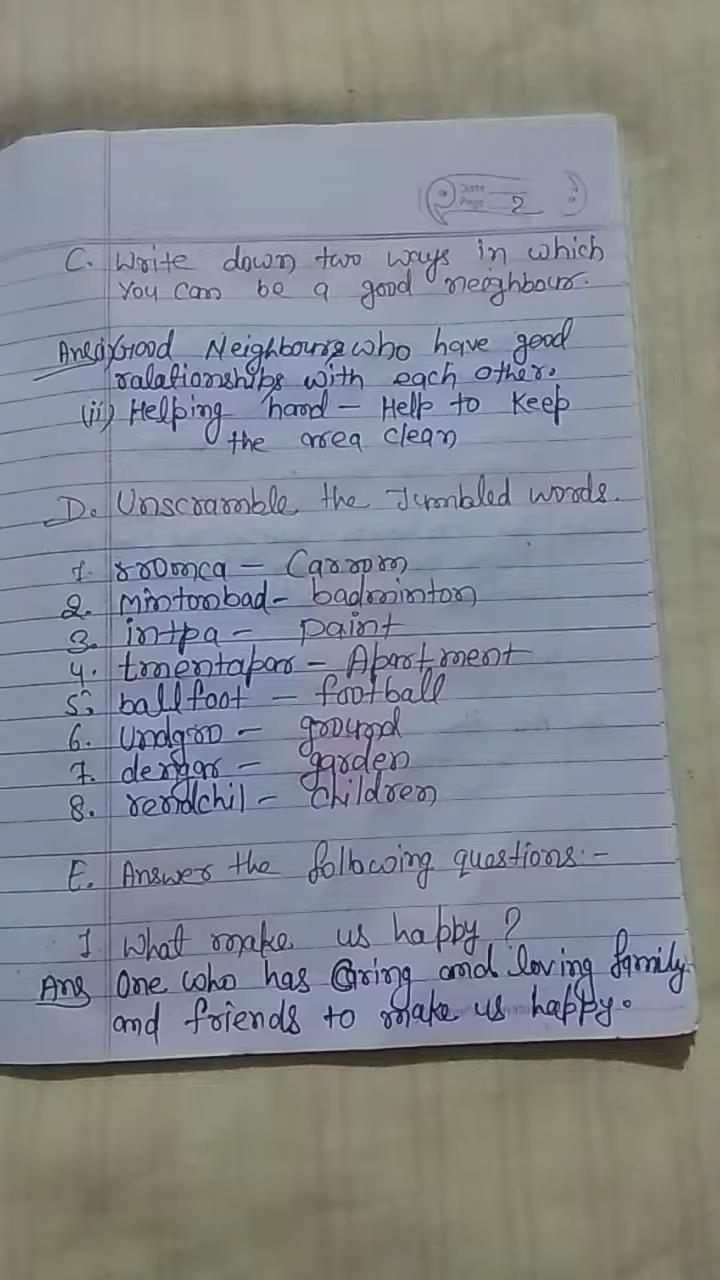 Date
Page 2
C. Write down two ways in which
you can be a good neighbour.
Ans(i) Good Neighbours who have good
ralationships with each other.
(ii) Helping hand - Help to keep
the area clean
D. Unscramble the Jumbled words.
1. rromca - Carrom
2. mintonbad - badminton
3. intpa - paint
4. tmentapar - Apartment
5. ballfoot - football
6. undgro - ground
7. dengar - garden
8. rendchil - children
E. Answer the following questions:-
1 What make us happy?
Ans One who has Caring and loving family
and friends to make us happy.